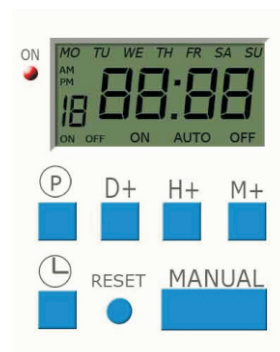 ON MO TU WE TH FR SA SU
AM
PM
18 88:88
ON OFF ON AUTO OFF
P D+ H+ M+
RESET MANUAL